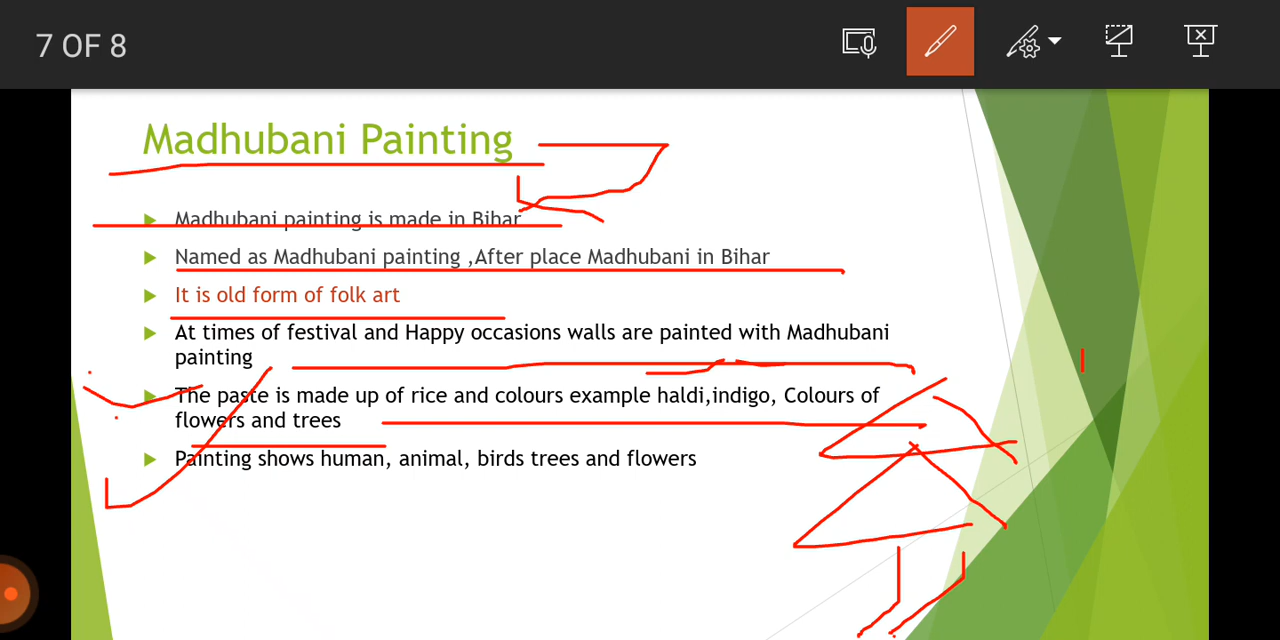 7 OF 8
Madhubani Painting
Madhubani painting is made in Bihar
Named as Madhubani painting ,After place Madhubani in Bihar
It is old form of folk art
At times of festival and Happy occasions walls are painted with Madhubani
painting
The paste is made up of rice and colours example haldi,indigo, Colours of
flowers and trees
Painting shows human, animal, birds trees and flowers